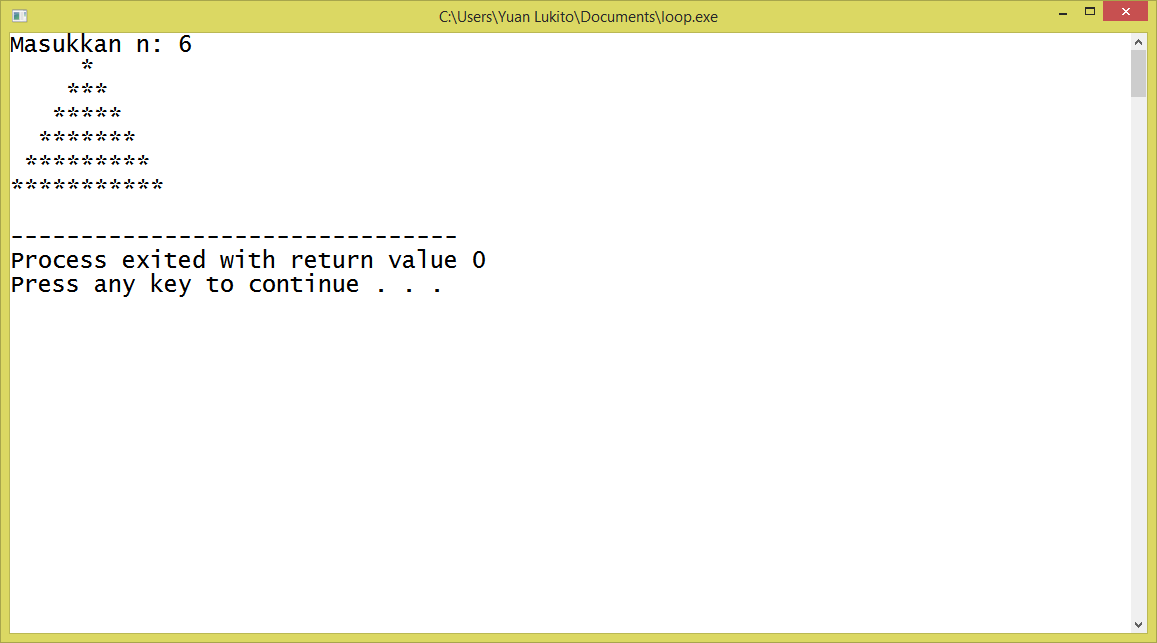 C:\Users\Yuan Lukito\Documents\loop.exe
Masukkan n: 6
     *
    ***
   *****
  *******
 *********
***********

--------------------------------
Process exited with return value 0
Press any key to continue . . .